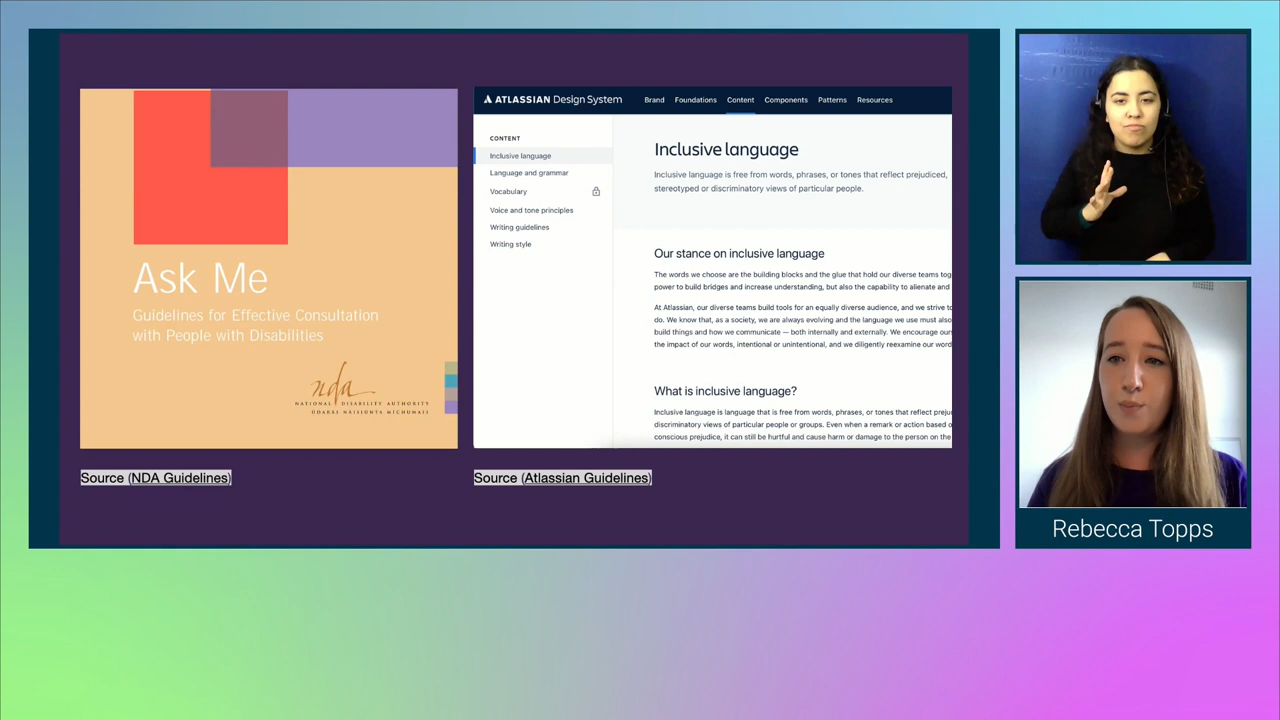 Ask Me
Guidelines for Effective Consultation
with People with Disabilities
nda
NATIONAL DISABILITY AUTHORITY
ÚDARÁS NÁISIÚNTA MÍCHUMAIS
Source (NDA Guidelines)
ATLASSIAN Design System
Brand Foundations Content Components Patterns Resources
CONTENT
Inclusive language
Language and grammar
Vocabulary
Voice and tone principles
Writing guidelines
Writing style
Inclusive language
Inclusive language is free from words, phrases, or tones that reflect prejudiced,
stereotyped or discriminatory views of particular people.
Our stance on inclusive language
The words we choose are the building blocks and the glue that hold our diverse teams tog
power to build bridges and increase understanding, but also the capability to alienate and
At Atlassian, our diverse teams build tools for an equally diverse audience, and we strive to
do. We know that, as a society, we are always evolving and the language we use must also
build things and how we communicate — both internally and externally. We encourage ours
the impact of our words, intentional or unintentional, and we diligently reexamine our word
What is inclusive language?
Inclusive language is language that is free from words, phrases, or tones that reflect preju
discriminatory views of particular people or groups. Even when a remark or action based o
conscious prejudice, it can still be hurtful and cause harm or damage to the person on the
Source (Atlassian Guidelines)
Rebecca Topps